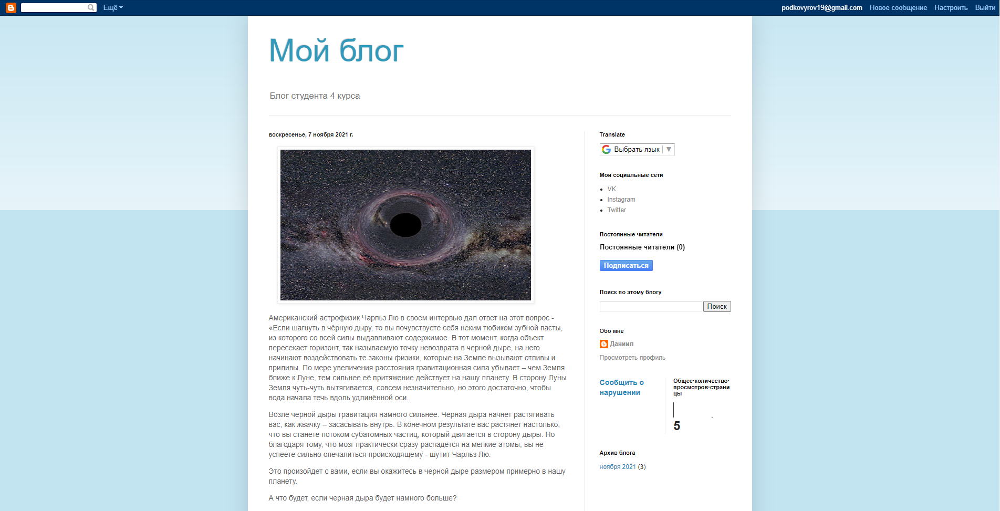 Ещё
podkovyrov19@gmail.com Новое сообщение Настроить Выйти
Мой блог
Блог студента 4 курса
воскресенье, 7 ноября 2021 г.
Американский астрофизик Чарльз Лю в своем интервью дал ответ на этот вопрос -
«Если шагнуть в чёрную дыру, то вы почувствуете себя неким тюбиком зубной пасты,
из которого со всей силы выдавливают содержимое. В тот момент, когда объект
пересекает горизонт, так называемую точку невозврата в черной дыре, на него
начинают воздействовать те законы физики, которые на Земле вызывают отливы и
приливы. По мере увеличения расстояния гравитационная сила убывает – чем Земля
ближе к Луне, тем сильнее её притяжение действует на нашу планету. В сторону Луны
Земля чуть-чуть вытягивается, совсем незначительно, но этого достаточно, чтобы
вода начала течь вдоль удлинённой оси.
Возле черной дыры гравитация намного сильнее. Черная дыра начнет растягивать
вас, как жвачку – засасывать внутрь. В конечном результате вас растянет настолько,
что вы станете потоком субатомных частиц, который двигается в сторону дыры. Но
благодаря тому, что мозг практически сразу распадется на мелкие атомы, вы не
успеете сильно опечалиться происходящему - шутит Чарльз Лю.
Это произойдет с вами, если вы окажитесь в черной дыре размером примерно в нашу
планету.
А что будет, если черная дыра будет намного больше?
Translate
Выбрать язык ▼
Мои социальные сети
VK
Instagram
Twitter
Постоянные читатели
Постоянные читатели (0)
Подписаться
Поиск по этому блогу
Поиск
Обо мне
Даниил
Просмотреть профиль
Сообщить о
нарушении
Общее·количество·
просмотров·страни
цы
5
Архив блога
ноября 2021 (3)